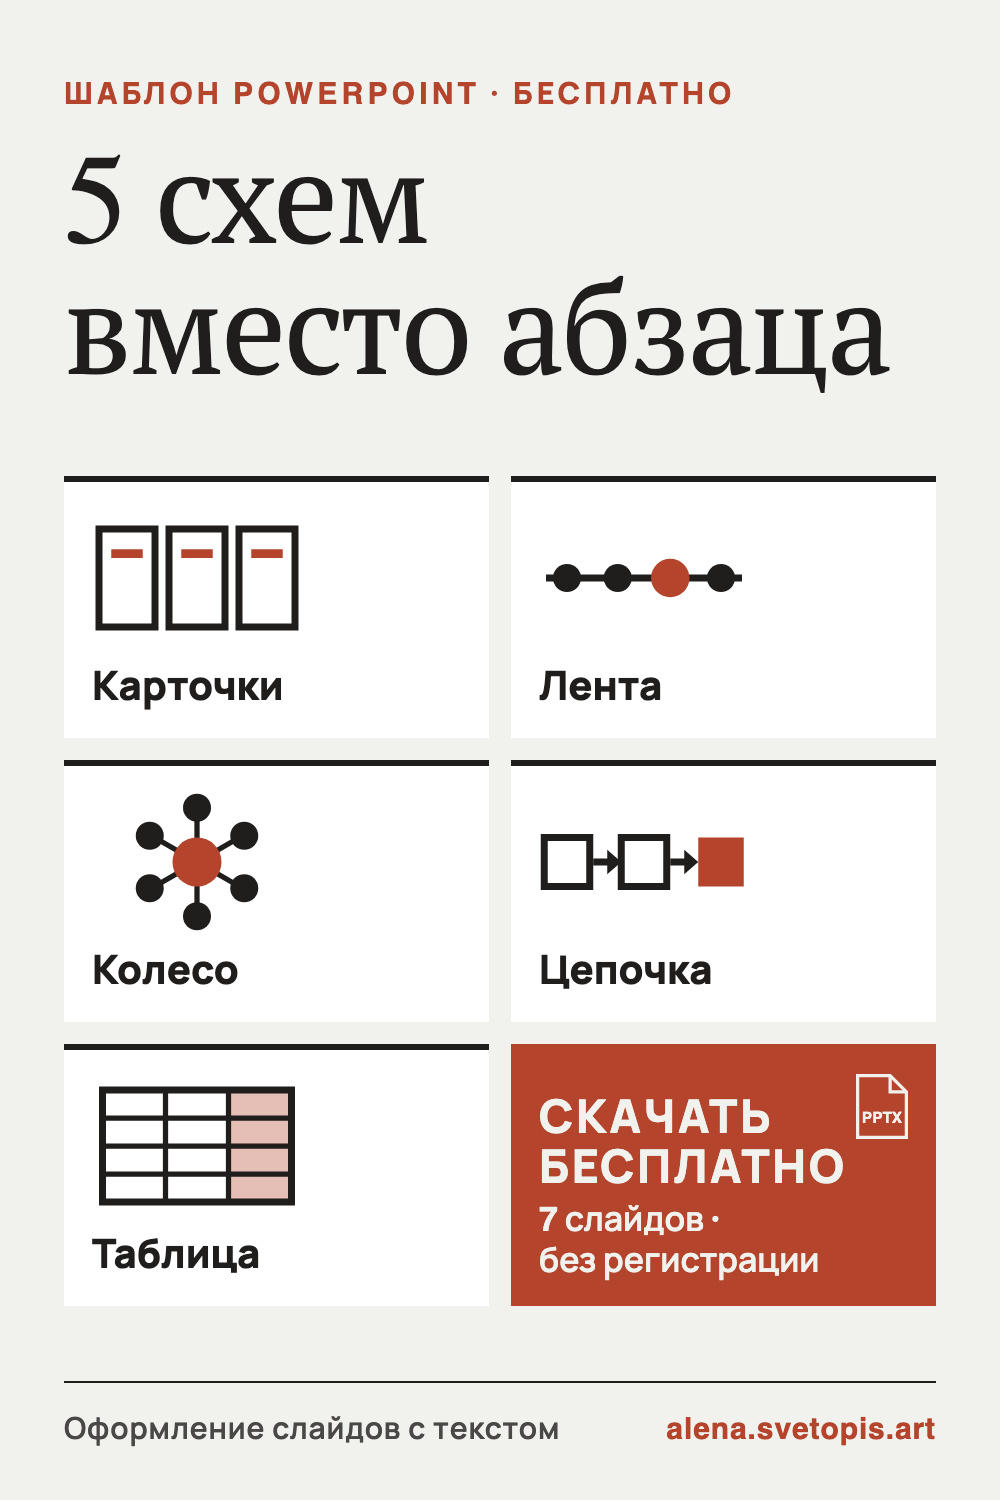 ШАБЛОН POWERPOINT · БЕСПЛАТНО
5 схем
вместо абзаца
Карточки
Лента
Колесо
Цепочка
Таблица
СКАЧАТЬ
БЕСПЛАТНО
PPTX
7 слайдов ·
без регистрации
Оформление слайдов с текстом
alena.svetopis.art